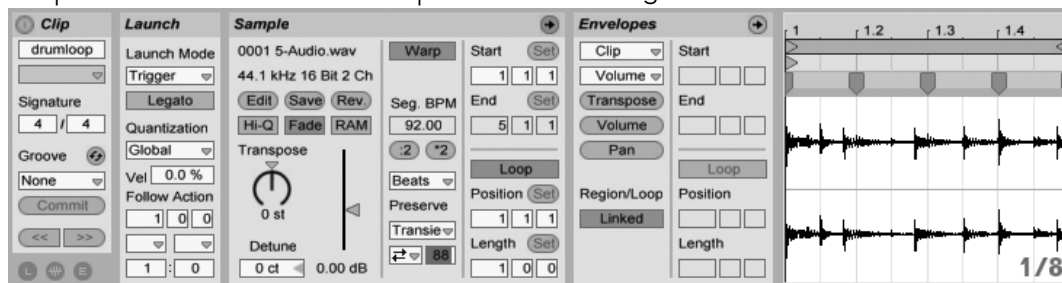 Clip
drumloop
Signature
4 / 4
Groove
None
Commit
<< >>
L E
Launch
Launch Mode
Trigger
Legato
Quantization
Global
Vel 0.0 %
Follow Action
1 0 0
1 : 0
Sample
0001 5-Audio.wav
44.1 kHz 16 Bit 2 Ch
Edit Save Rev.
Hi-Q Fade RAM
Transpose
0 st
Detune
0 ct 0.00 dB
Warp
Seg. BPM
92.00
:2 *2
Beats
Preserve
Transie
88
Start Set
1 1 1
End Set
5 1 1
Loop
Position Set
1 1 1
Length Set
1 0 0
Envelopes
Clip
Volume
Transpose
Volume
Pan
Region/Loop
Linked
Start
End
Loop
Position
Length
1 1.2 1.3 1.4
1/8